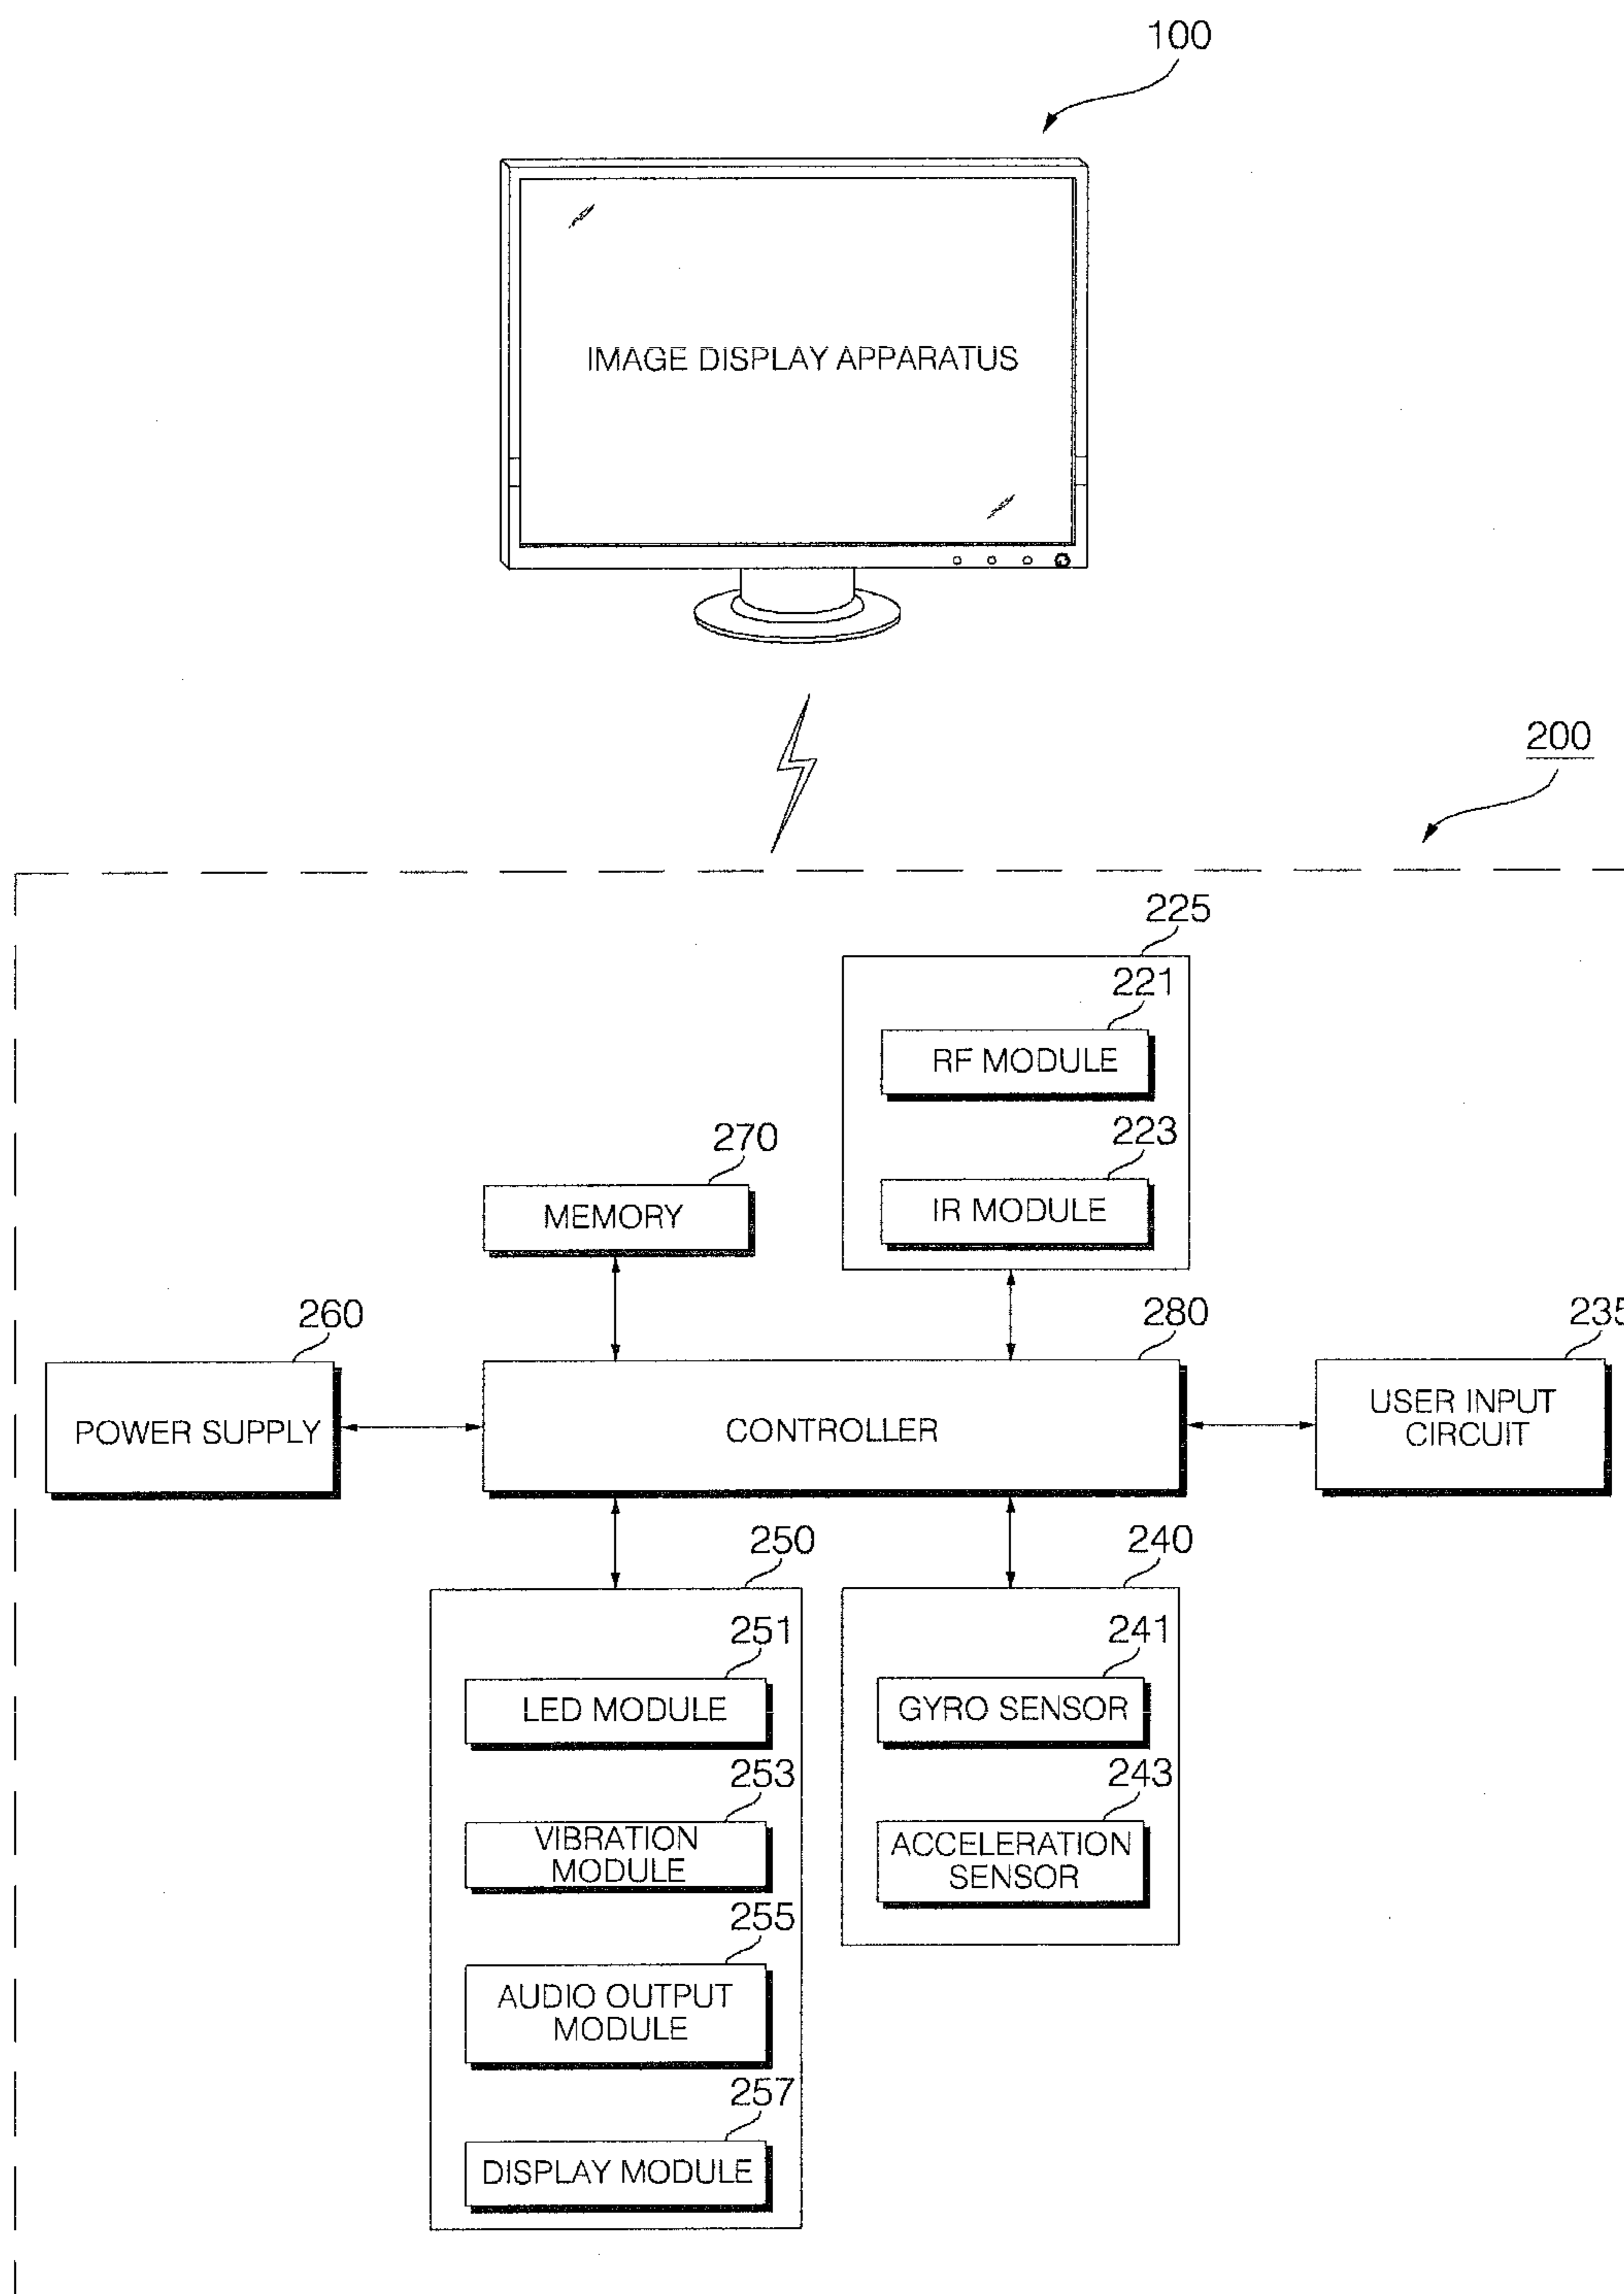 100
IMAGE DISPLAY APPARATUS
200
225
221
RF MODULE
223
IR MODULE
270
MEMORY
260
POWER SUPPLY
280
CONTROLLER
235
USER INPUT
CIRCUIT
250
251
LED MODULE
253
VIBRATION
MODULE
255
AUDIO OUTPUT
MODULE
257
DISPLAY MODULE
240
241
GYRO SENSOR
243
ACCELERATION
SENSOR